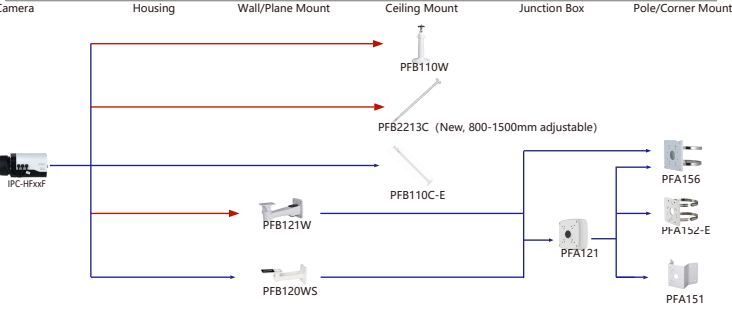 Camera Housing Wall/Plane Mount Ceiling Mount Junction Box Pole/Corner Mount
PFB110W
PFB2213C (New, 800-1500mm adjustable)
IPC-HFxxF
PFB110C-E
PFA156
PFB121W
PFA152-E
PFA121
PFB120WS
PFA151